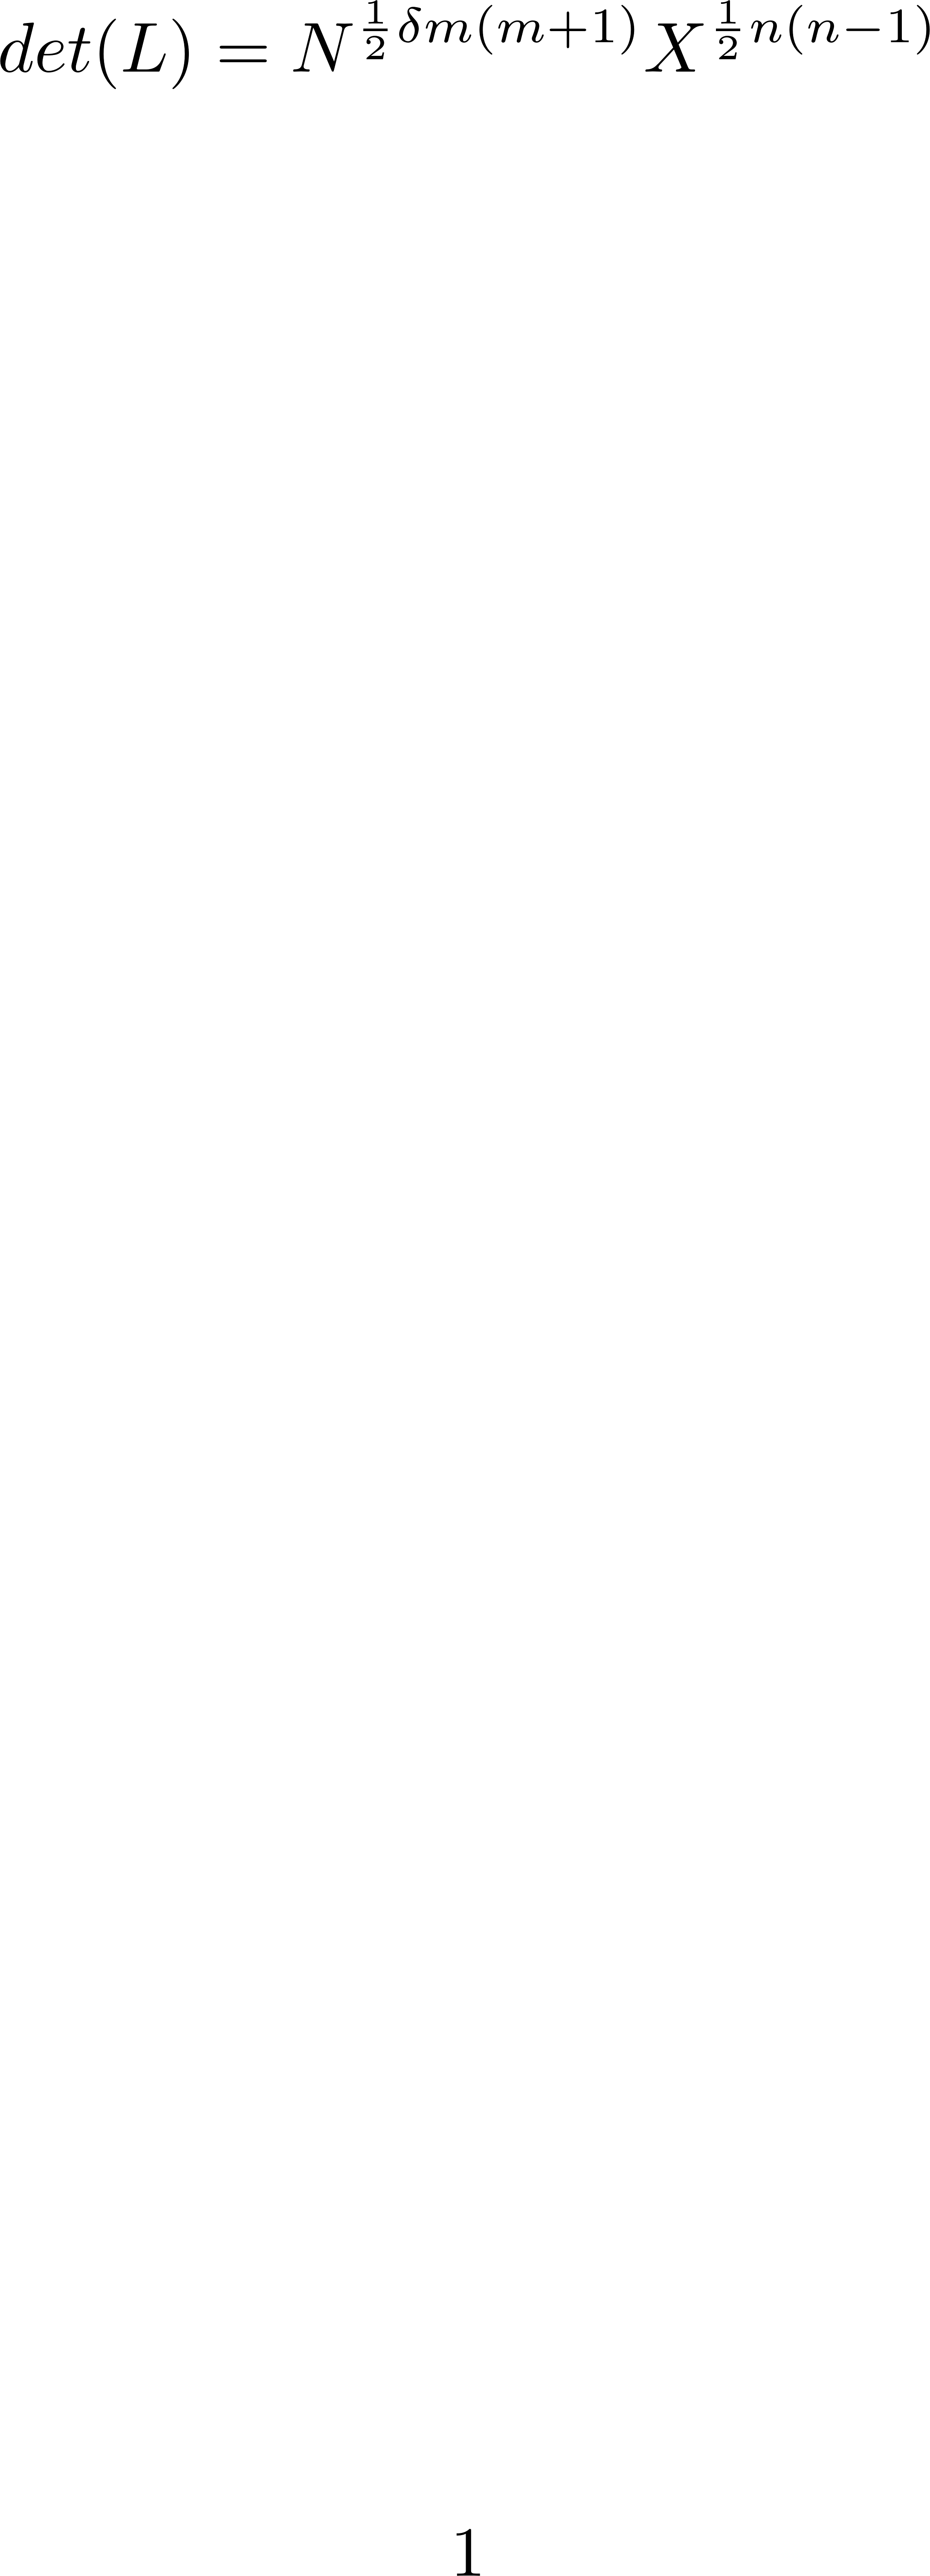 $det(L) = N^{\frac{1}{2}\delta m(m+1)} X^{\frac{1}{2}n(n-1)}$
1